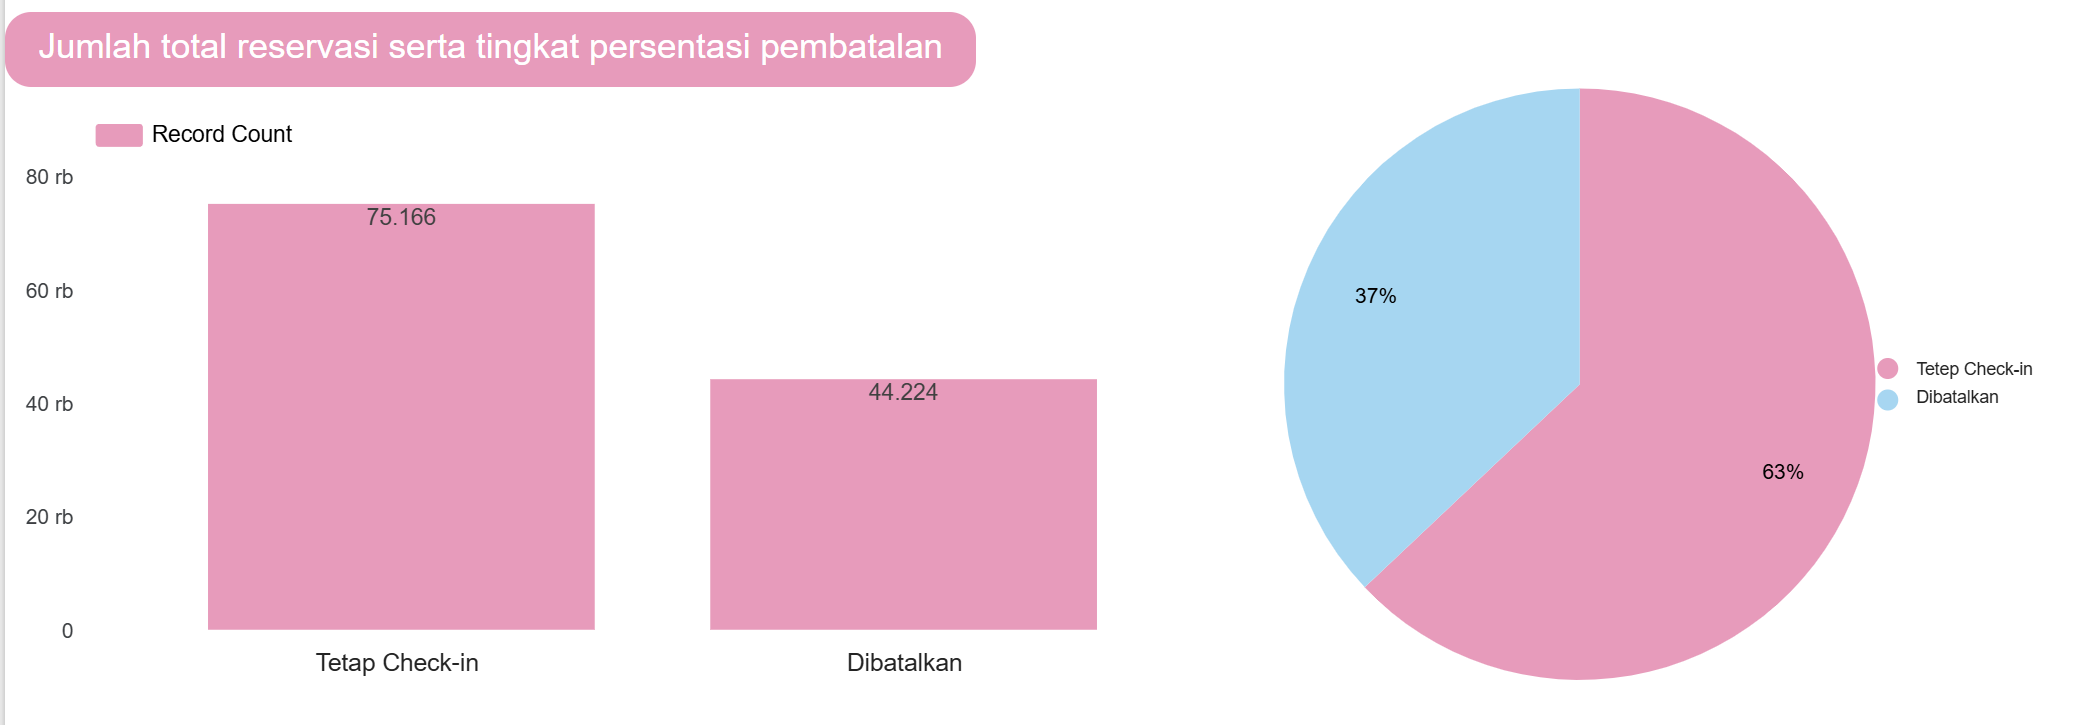 Jumlah total reservasi serta tingkat persentasi pembatalan
Record Count
80 rb
60 rb
40 rb
20 rb
0
75.166
44.224
Tetap Check-in
Dibatalkan
37%
63%
Tetep Check-in
Dibatalkan